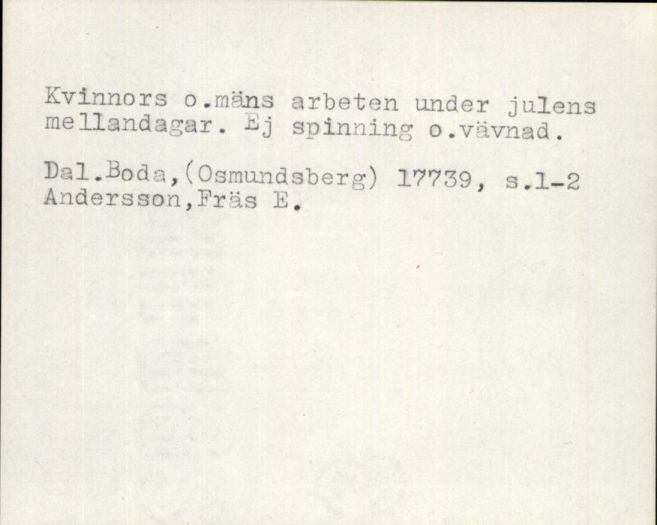 Kvinnors o.mäns arbeten under julens
mellandagar. Ej spinning o.vävnad.
Dal.Boda,(Osmundsberg) 17739, s.1-2
Andersson,Fräs E.